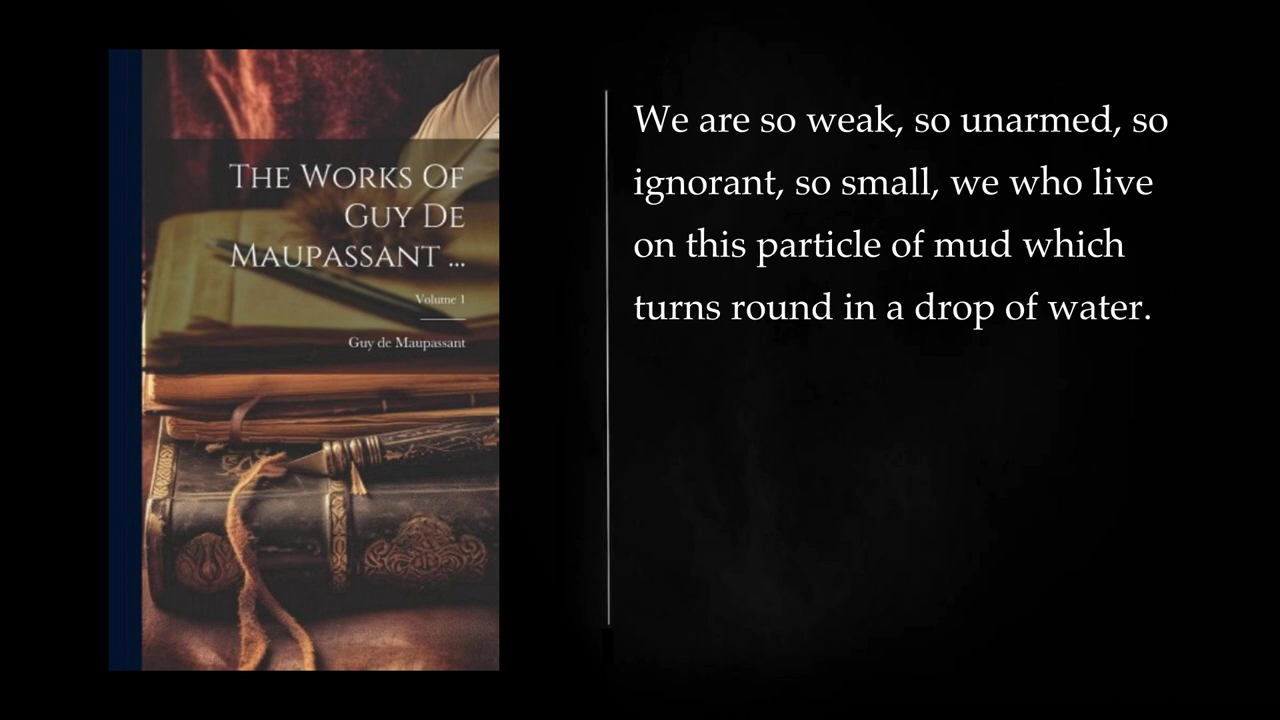 The Works Of
Guy De
Maupassant ...
Volume 1
Guy de Maupassant
We are so weak, so unarmed, so
ignorant, so small, we who live
on this particle of mud which
turns round in a drop of water.